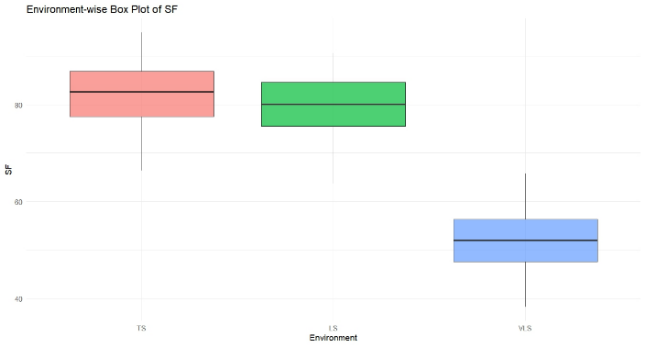 Environment-wise Box Plot of SF
80
SF
60
40
TS
LS
VLS
Environment